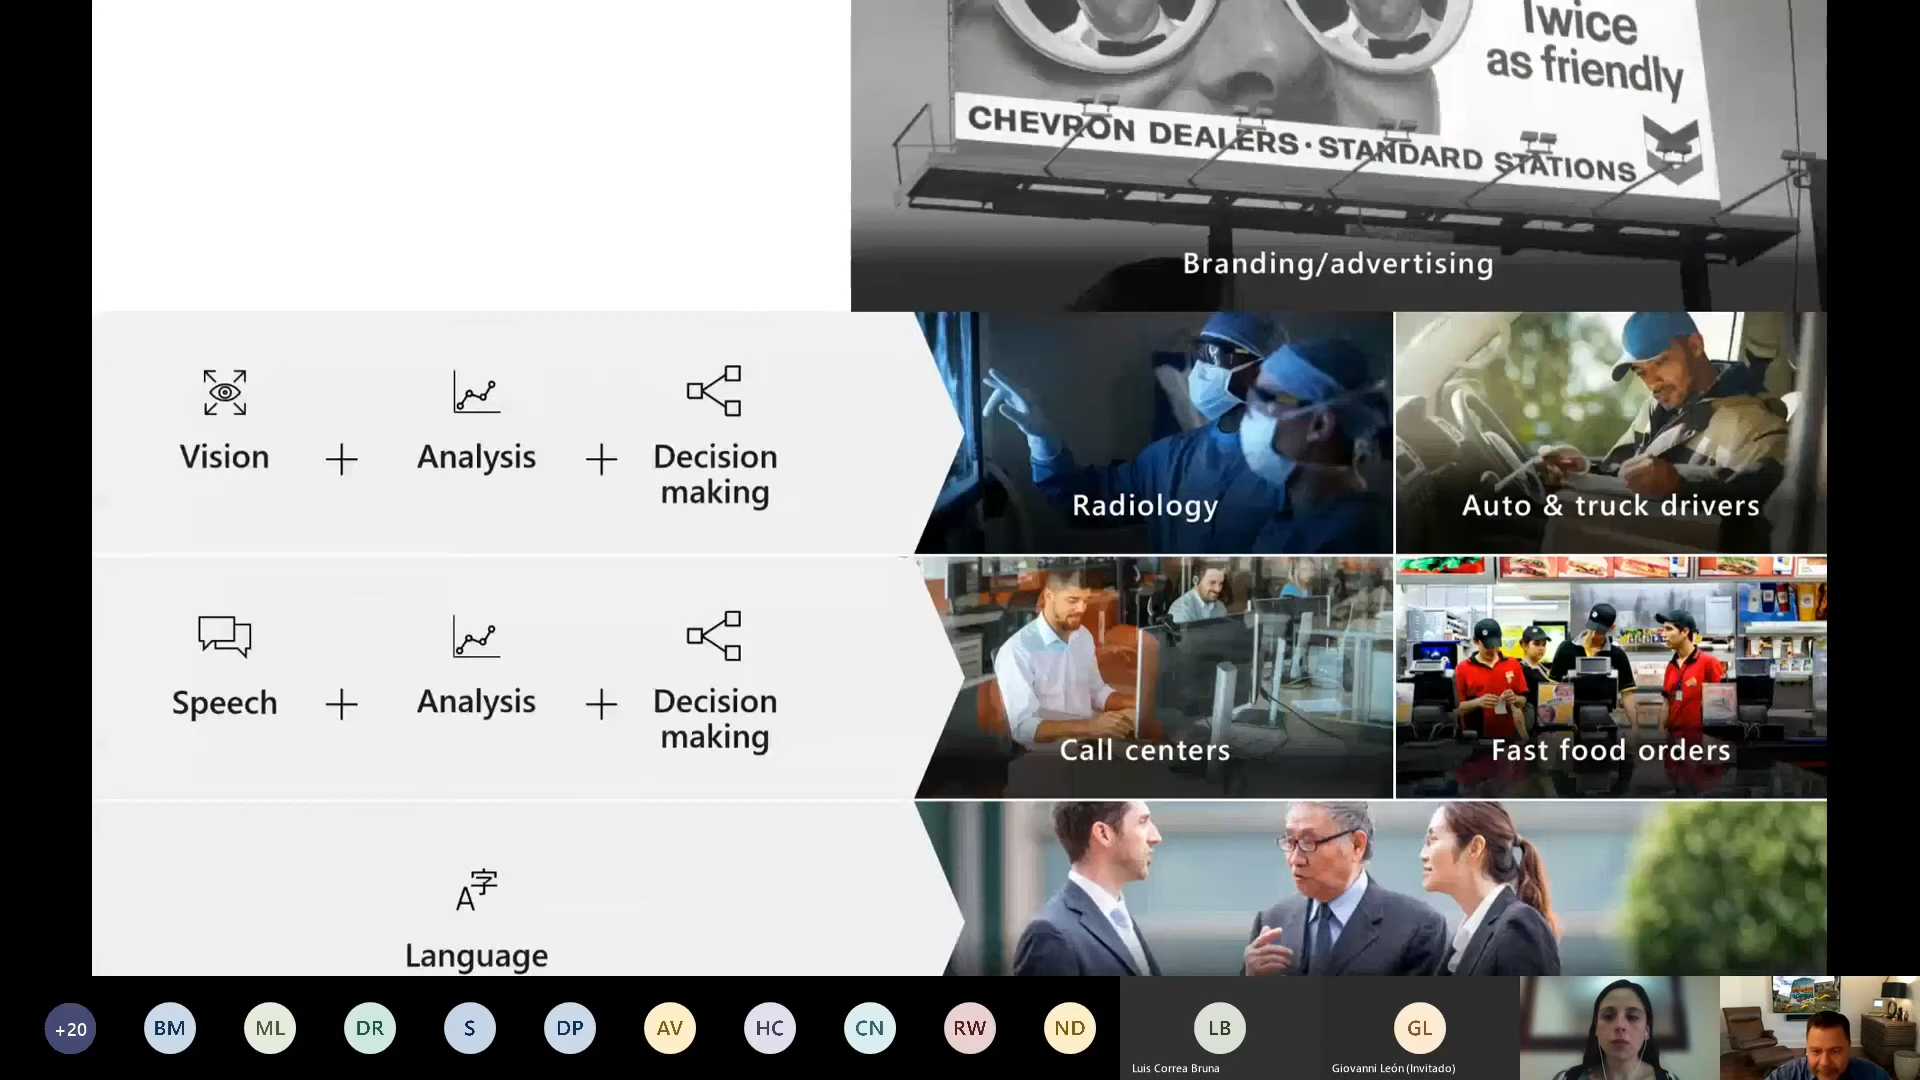 Twice
as friendly
CHEVRON DEALERS · STANDARD STATIONS
Branding/advertising
Vision + Analysis + Decision making
Radiology
Auto & truck drivers
Speech + Analysis + Decision making
Call centers
Fast food orders
A字
Language
+20
BM
ML
DR
S
DP
AV
HC
CN
RW
ND
LB
Luis Correa Bruna
GL
Giovanni León (Invitado)